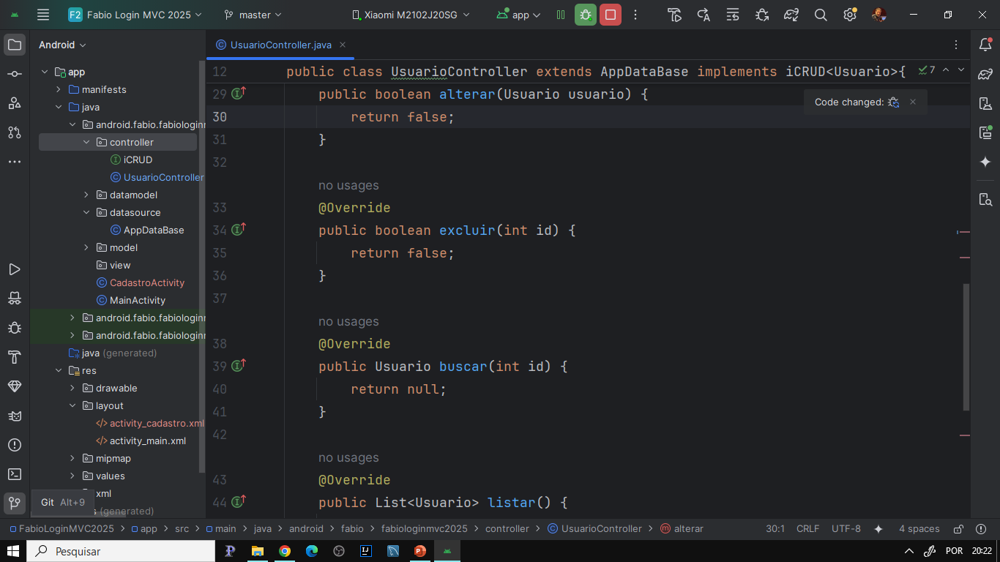 F2 Fabio Login MVC 2025 master Xiaomi M2102J20SG app
Android
UsuarioController.java
app
manifests
java
android.fabio.fabiologinm
controller
iCRUD
UsuarioController
datamodel
datasource
AppDataBase
model
view
CadastroActivity
MainActivity
android.fabio.fabiologinm
android.fabio.fabiologinm
java (generated)
res
drawable
layout
activity_cadastro.xml
activity_main.xml
mipmap
values
xml
s (generated)
Git Alt+9
12 public class UsuarioController extends AppDataBase implements iCRUD<Usuario>{
7
Code changed:
29 public boolean alterar(Usuario usuario) {
30 return false;
31 }
32
no usages
33 @Override
34 public boolean excluir(int id) {
35 return false;
36 }
37
no usages
38 @Override
39 public Usuario buscar(int id) {
40 return null;
41 }
42
no usages
43 @Override
44 public List<Usuario> listar() {
FabioLoginMVC2025 > app > src > main > java > android > fabio > fabiologinmvc2025 > controller > UsuarioController > alterar 30:1 CRLF UTF-8 4 spaces
Pesquisar
POR 20:22